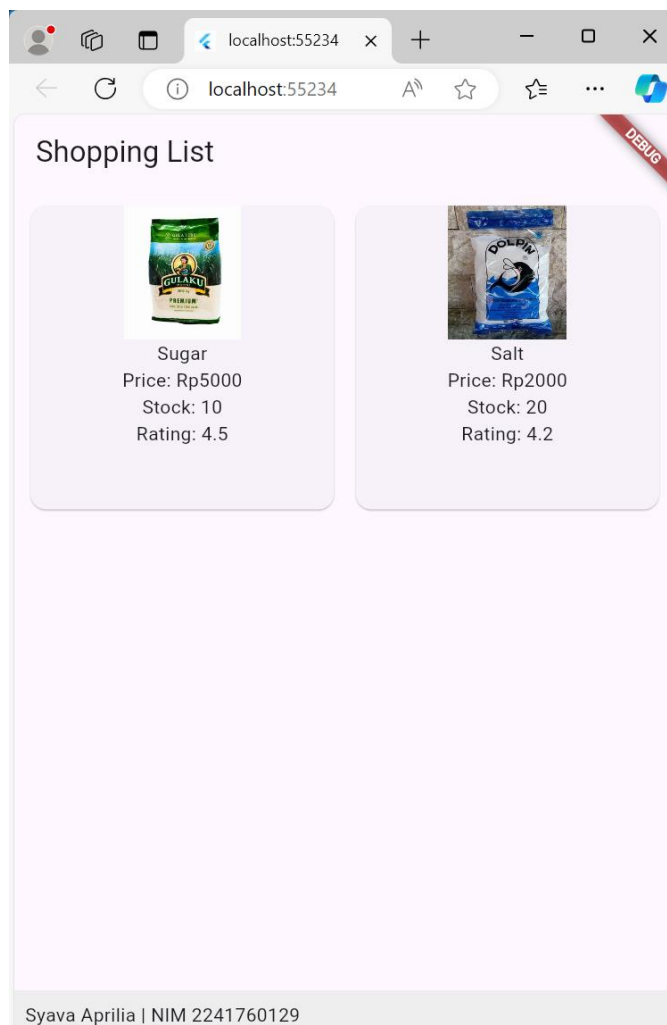 localhost:55234
localhost:55234
DEBUG
Shopping List
GULAKU
PREMIUM
DOLPIN
Sugar
Price: Rp5000
Stock: 10
Rating: 4.5
Salt
Price: Rp2000
Stock: 20
Rating: 4.2
Syava Aprilia | NIM 2241760129